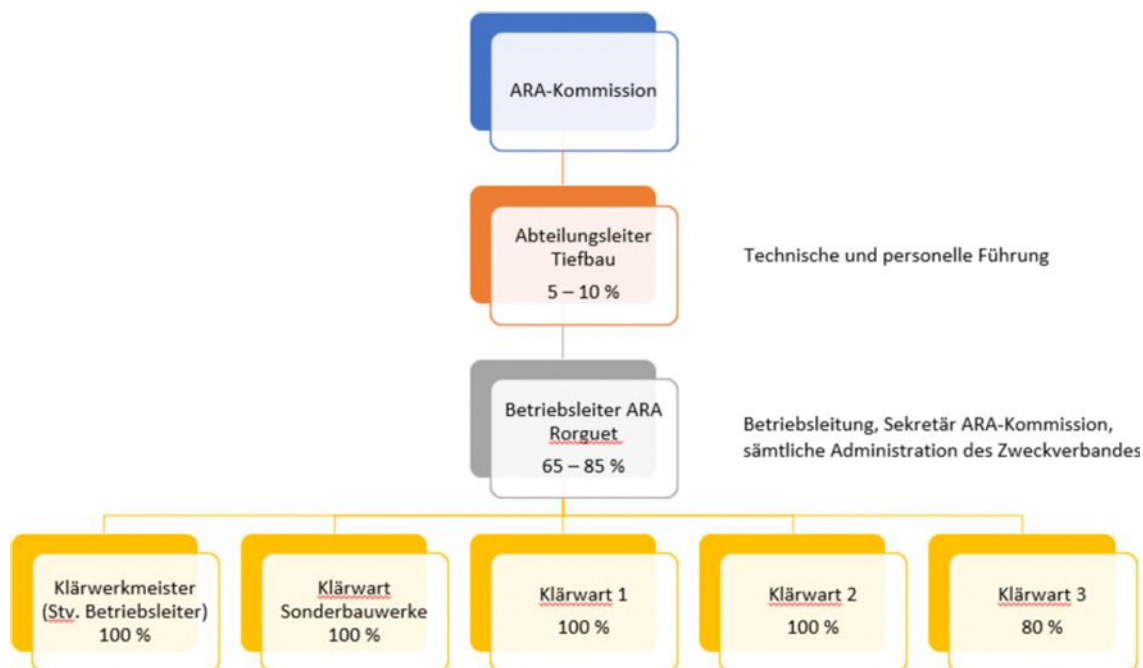 ARA-Kommission
Abteilungsleiter
Tiefbau
5 – 10 %
Technische und personelle Führung
Betriebsleiter ARA
Rorguet
65 – 85 %
Betriebsleitung, Sekretär ARA-Kommission,
sämtliche Administration des Zweckverbandes
Klärwerkmeister
(Stv. Betriebsleiter)
100 %
Klärwart
Sonderbauwerke
100 %
Klärwart 1
100 %
Klärwart 2
100 %
Klärwart 3
80 %